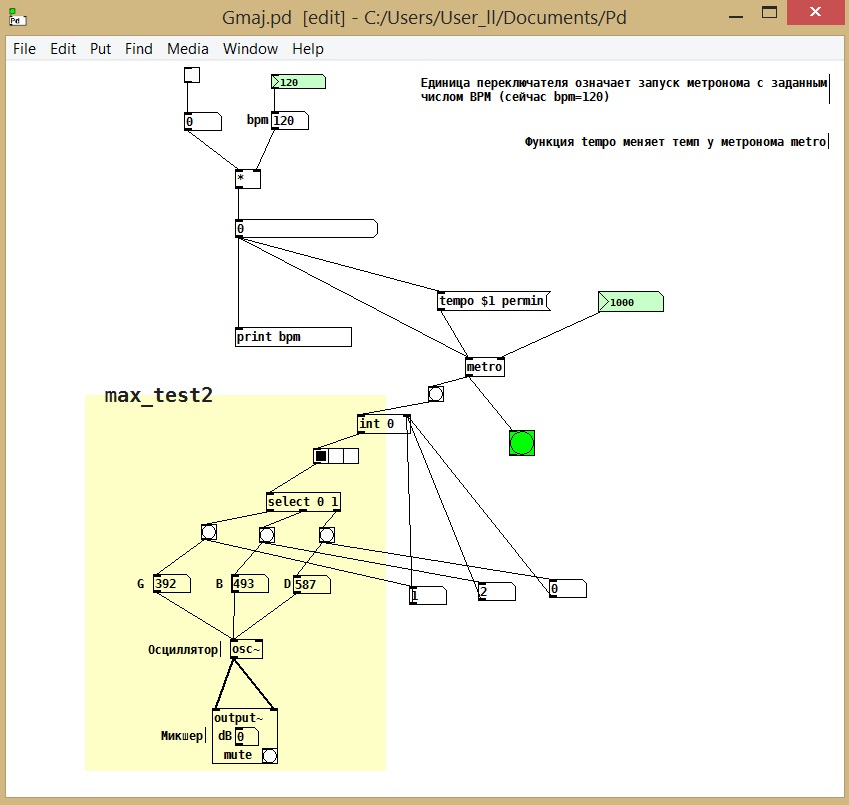 Gmaj.pd [edit] - C:/Users/User_ll/Documents/Pd
File Edit Put Find Media Window Help
120
Единица переключателя означает запуск метронома с заданным
числом BPM (сейчас bpm=120)
0
bpm 120
Функция tempo меняет темп у метронома metro
*
0
tempo $1 permin
1000
print bpm
metro
max_test2
int 0
select 0 1
G 392
B 493
D 587
1
2
0
Осциллятор
osc~
output~
Микшер
dB 0
mute